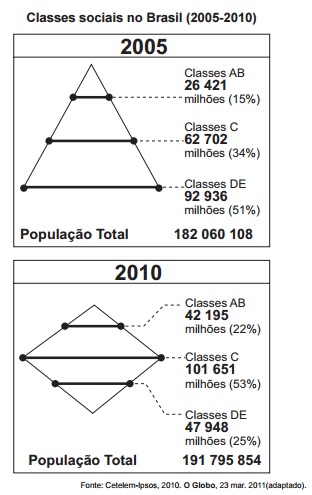 Classes sociais no Brasil (2005-2010)
2005
Classes AB
26 421
milhões (15%)
Classes C
62 702
milhões (34%)
Classes DE
92 936
milhões (51%)
População Total 182 060 108
2010
Classes AB
42 195
milhões (22%)
Classes C
101 651
milhões (53%)
Classes DE
47 948
milhões (25%)
População Total 191 795 854
Fonte: Cetelem-Ipsos, 2010. O Globo, 23 mar. 2011(adaptado).